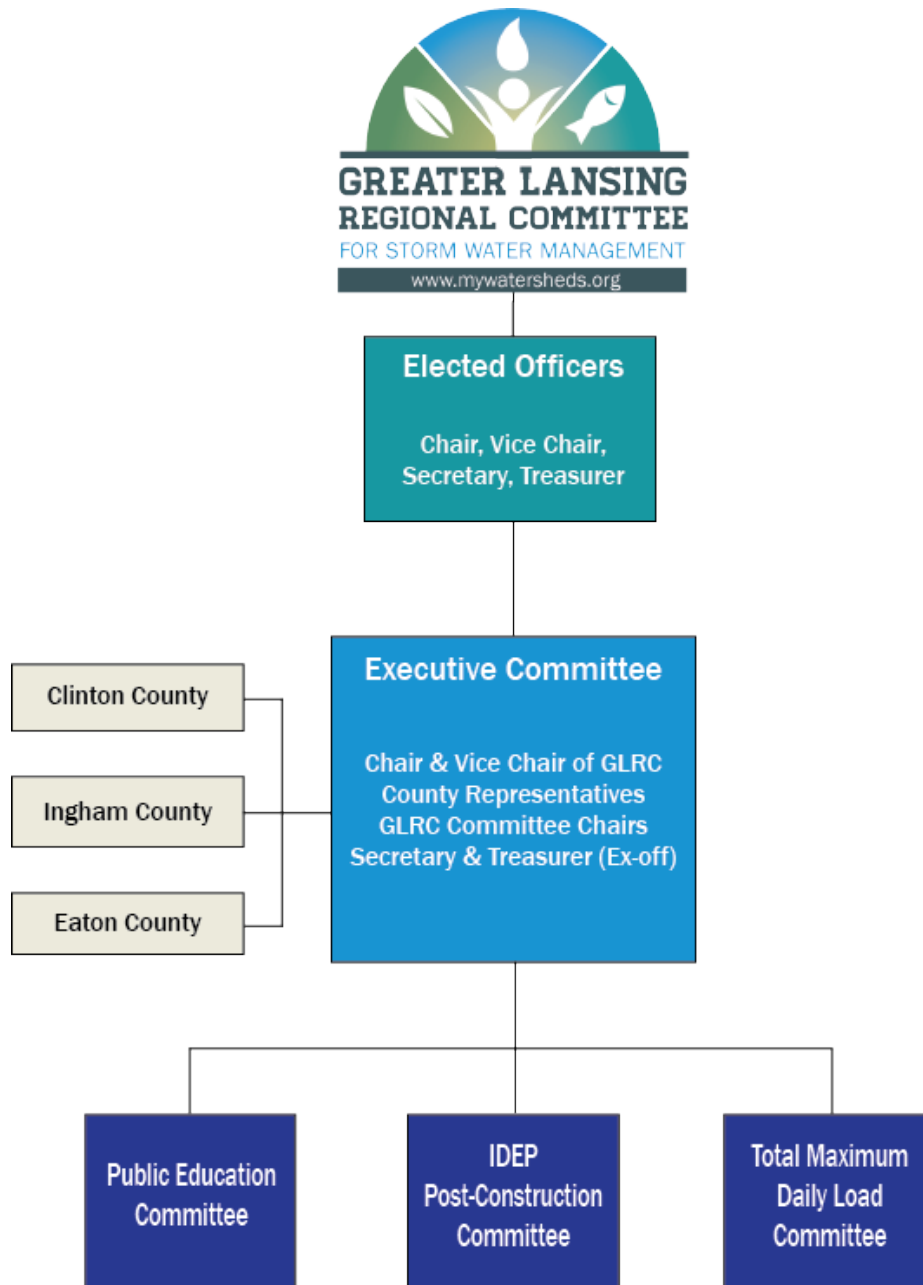 GREATER LANSING
REGIONAL COMMITTEE
FOR STORM WATER MANAGEMENT
www.mywatersheds.org
Elected Officers
Chair, Vice Chair,
Secretary, Treasurer
Executive Committee
Chair & Vice Chair of GLRC
County Representatives
GLRC Committee Chairs
Secretary & Treasurer (Ex-off)
Clinton County
Ingham County
Eaton County
Public Education
Committee
IDEP
Post-Construction
Committee
Total Maximum
Daily Load
Committee